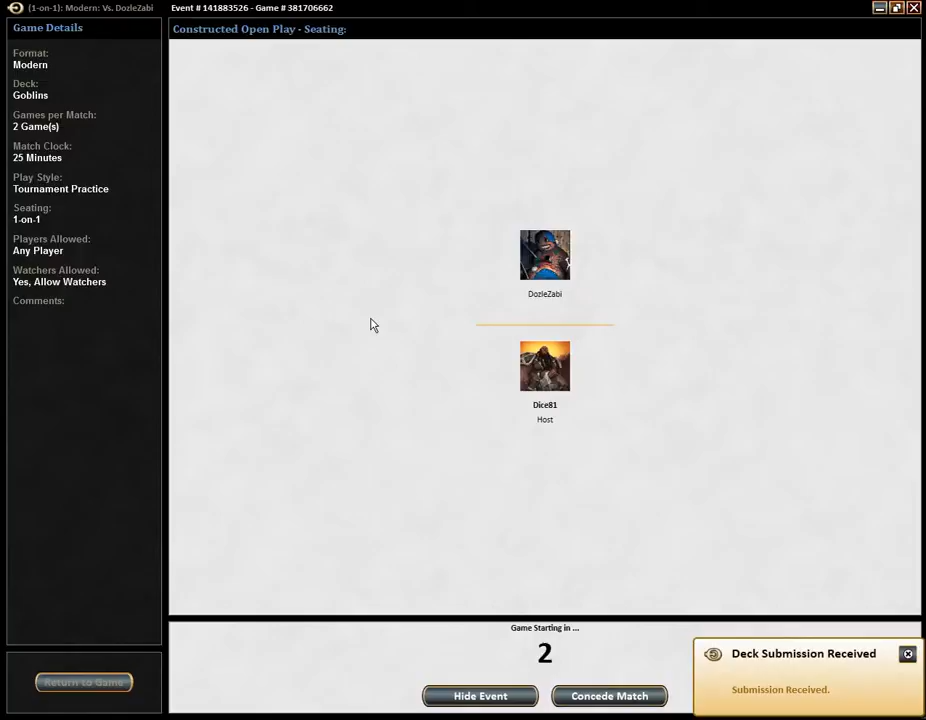 (1-on-1): Modern: Vs. DozleZabi
Event # 141883526 - Game # 381706662
Game Details
Format:
Modern
Deck:
Goblins
Games per Match:
2 Game(s)
Match Clock:
25 Minutes
Play Style:
Tournament Practice
Seating:
1-on-1
Players Allowed:
Any Player
Watchers Allowed:
Yes, Allow Watchers
Comments:
Return to Game
Constructed Open Play - Seating:
DozleZabi
Dice81
Host
Game Starting in ...
2
Hide Event
Concede Match
Deck Submission Received
Submission Received.